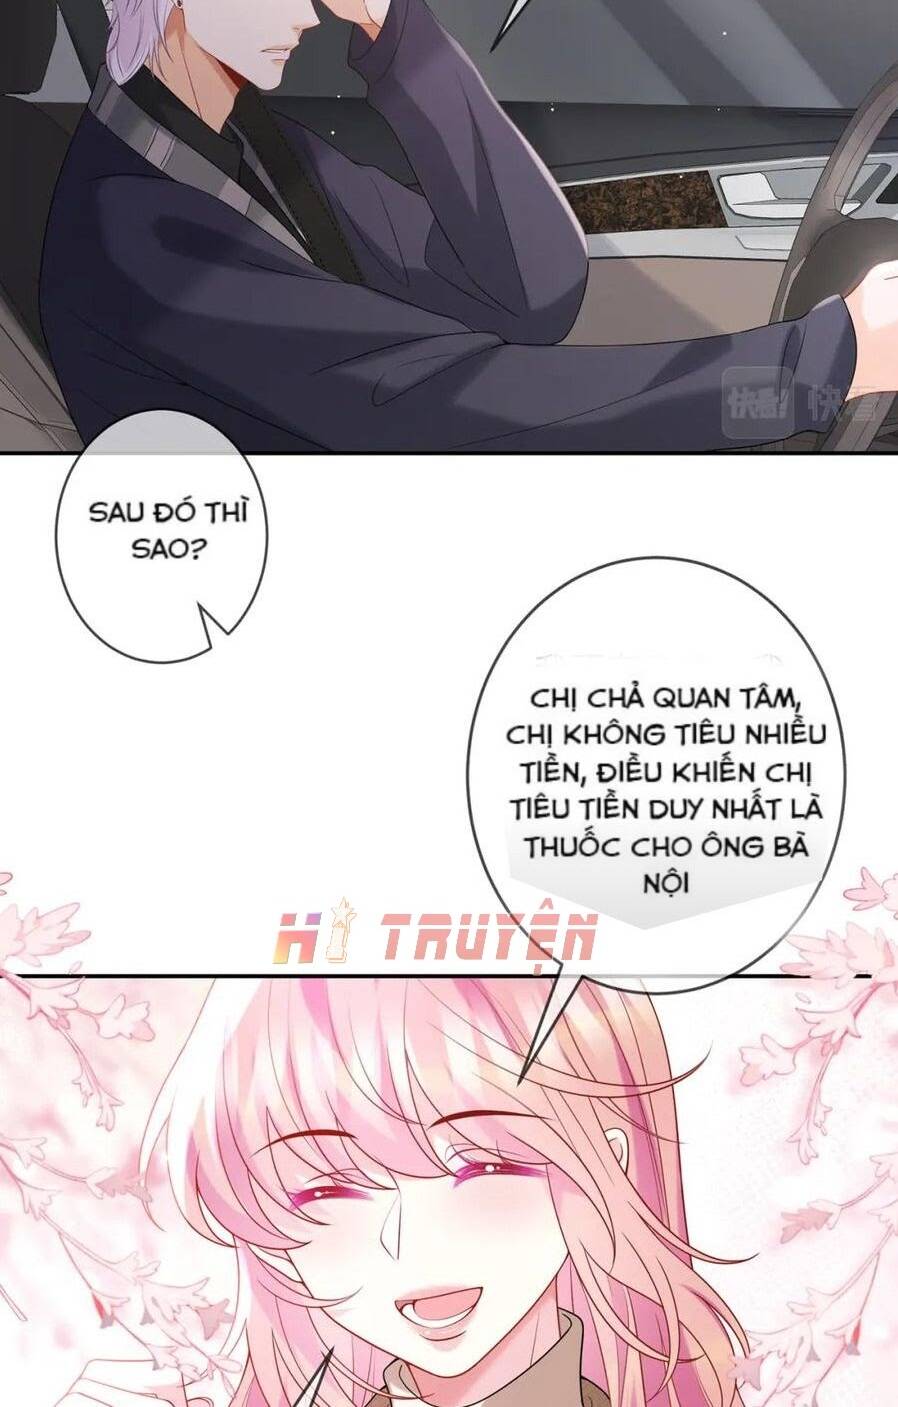 快看! 快看
SAU ĐÓ THÌ
SAO?
CHỊ CHẢ QUAN TÂM,
CHỊ KHÔNG TIÊU NHIỀU
TIỀN, ĐIỀU KHIẾN CHỊ
TIÊU TIỀN DUY NHẤT LÀ
THUỐC CHO ÔNG BÀ
NỘI
HI TRUYỆN